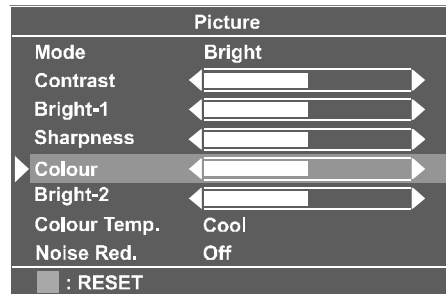 Picture
Mode Bright
Contrast
Bright-1
Sharpness
Colour
Bright-2
Colour Temp. Cool
Noise Red. Off
: RESET